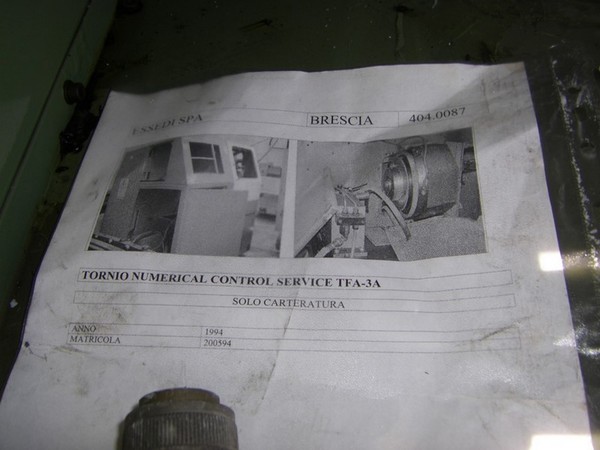 ESSEDI SPA BRESCIA 404.0087
TORNIO NUMERICAL CONTROL SERVICE TFA-3A
SOLO CARTERATURA
ANNO 1994
MATRICOLA 200594